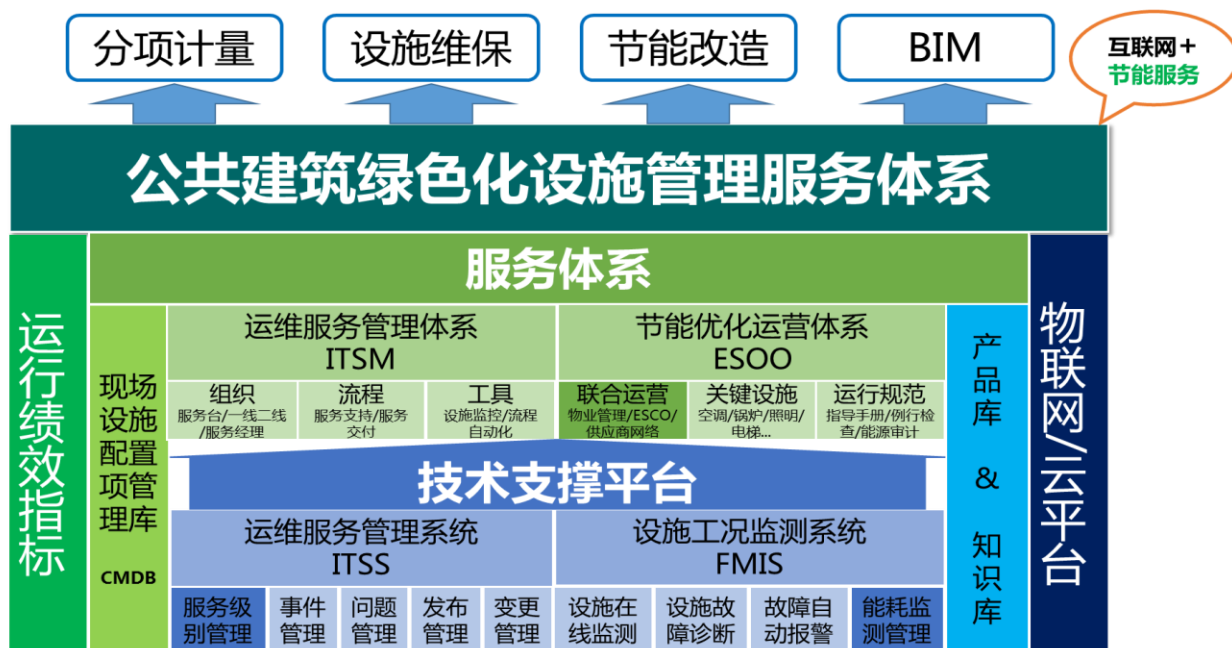 分项计量
设施维保
节能改造
BIM
互联网＋
节能服务
公共建筑绿色化设施管理服务体系
运行绩效指标
服务体系
现场
设施
配置
项管
理库
CMDB
运维服务管理体系
ITSM
节能优化运营体系
ESOO
组织
服务台/一线二线
/服务经理
流程
服务支持/服务
交付
工具
设施监控/流程
自动化
联合运营
物业管理/ESCO/
供应商网络
关键设施
空调/锅炉/照明/
电梯...
运行规范
指导手册/例行检
查/能源审计
技术支撑平台
运维服务管理系统
ITSS
设施工况监测系统
FMIS
服务级
别管理
事件
管理
问题
管理
发布
管理
变更
管理
设施在
线监测
设施故
障诊断
故障自
动报警
能耗监
测管理
产品库 & 知识库
物联网/云平台